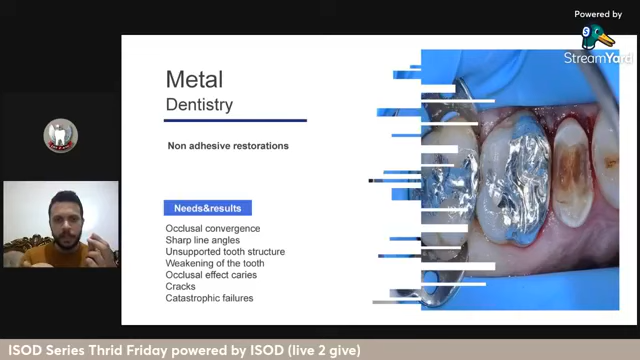 Powered by
S
StreamYard
Metal
Dentistry
Non adhesive restorations
Needs&results
Occlusal convergence
Sharp line angles
Unsupported tooth structure
Weakening of the tooth
Occlusal effect caries
Cracks
Catastrophic failures
ISOD Series Thrid Friday powered by ISOD (live 2 give)